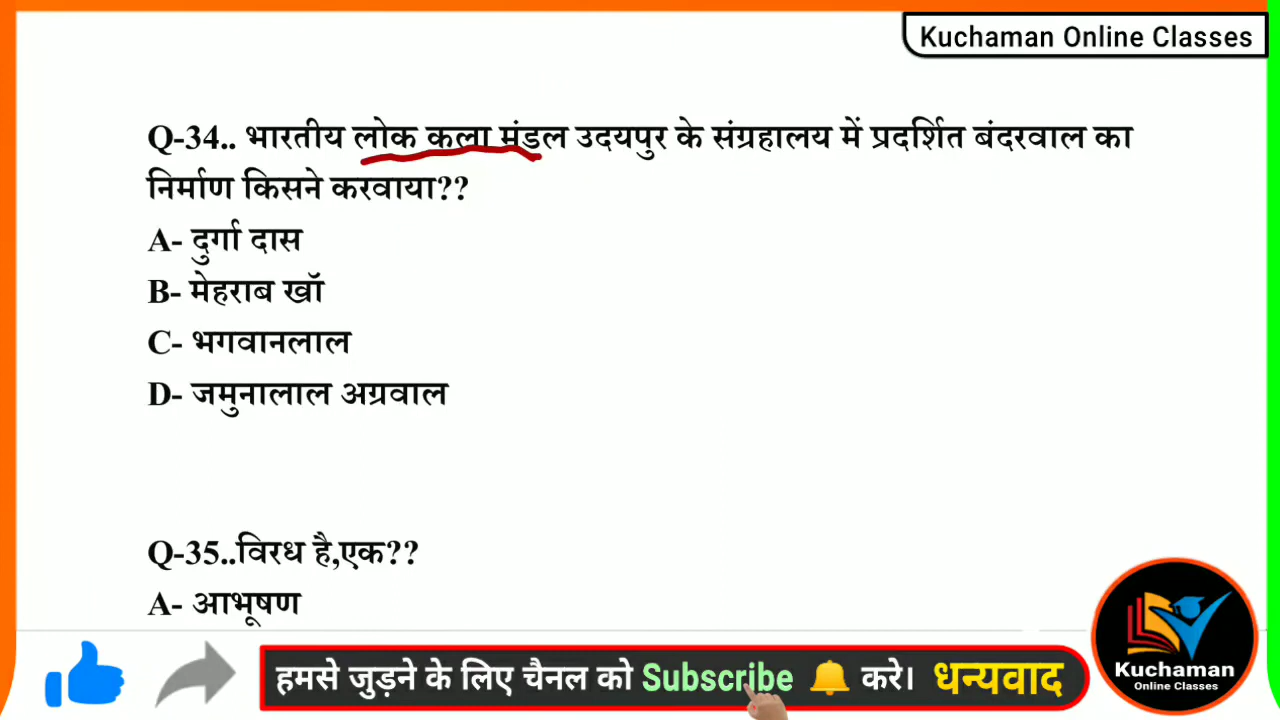 Kuchaman Online Classes
Q-34.. भारतीय लोक कला मंडल उदयपुर के संग्रहालय में प्रदर्शित बंदरवाल का
निर्माण किसने करवाया??
A- दुर्गा दास
B- मेहराब खॉ
C- भगवानलाल
D- जमुनालाल अग्रवाल
Q-35..विरध है,एक??
A- आभूषण
हमसे जुड़ने के लिए चैनल को Subscribe करे। धन्यवाद
Kuchaman
Online Classes